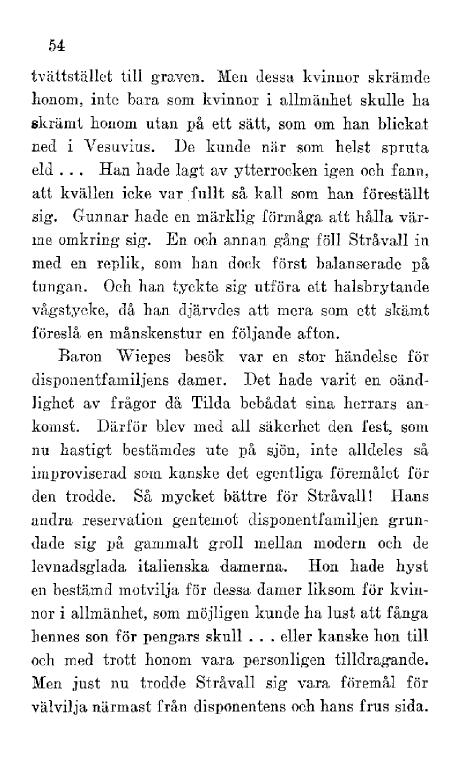 54
tvättstället till graven. Men dessa kvinnor skrämde
honom, inte bara som kvinnor i allmänhet skulle ha
skrämt honom utan på ett sätt, som om han blickat
ned i Vesuvius. De kunde när som helst spruta
eld . . . Han hade lagt av ytterrocken igen och fann,
att kvällen icke var fullt så kall som han föreställt
sig. Gunnar hade en märklig förmåga att hålla vär-
me omkring sig. En och annan gång föll Stråvall in
med en replik, som han dock först balanserade på
tungan. Och han tyckte sig utföra ett halsbrytande
vågstycke, då han djärvdes att mera som ett skämt
föreslå en månskenstur en följande afton.
Baron Wiepes besök var en stor händelse för
disponentfamiljens damer. Det hade varit en oänd-
lighet av frågor då Tilda bebådat sina herrars an-
komst. Därför blev med all säkerhet den fest, som
nu hastigt bestämdes ute på sjön, inte alldeles så
improviserad som kanske det egentliga föremålet för
den trodde. Så mycket bättre för Stråvall! Hans
andra reservation gentemot disponentfamiljen grun-
dade sig på gammalt groll mellan modern och de
levnadsglada italienska damerna. Hon hade hyst
en bestämd motvilja för dessa damer liksom för kvin-
nor i allmänhet, som möjligen kunde ha lust att fånga
hennes son för pengars skull . . . eller kanske hon till
och med trott honom vara personligen tilldragande.
Men just nu trodde Stråvall sig vara föremål för
välvilja närmast från disponentens och hans frus sida.